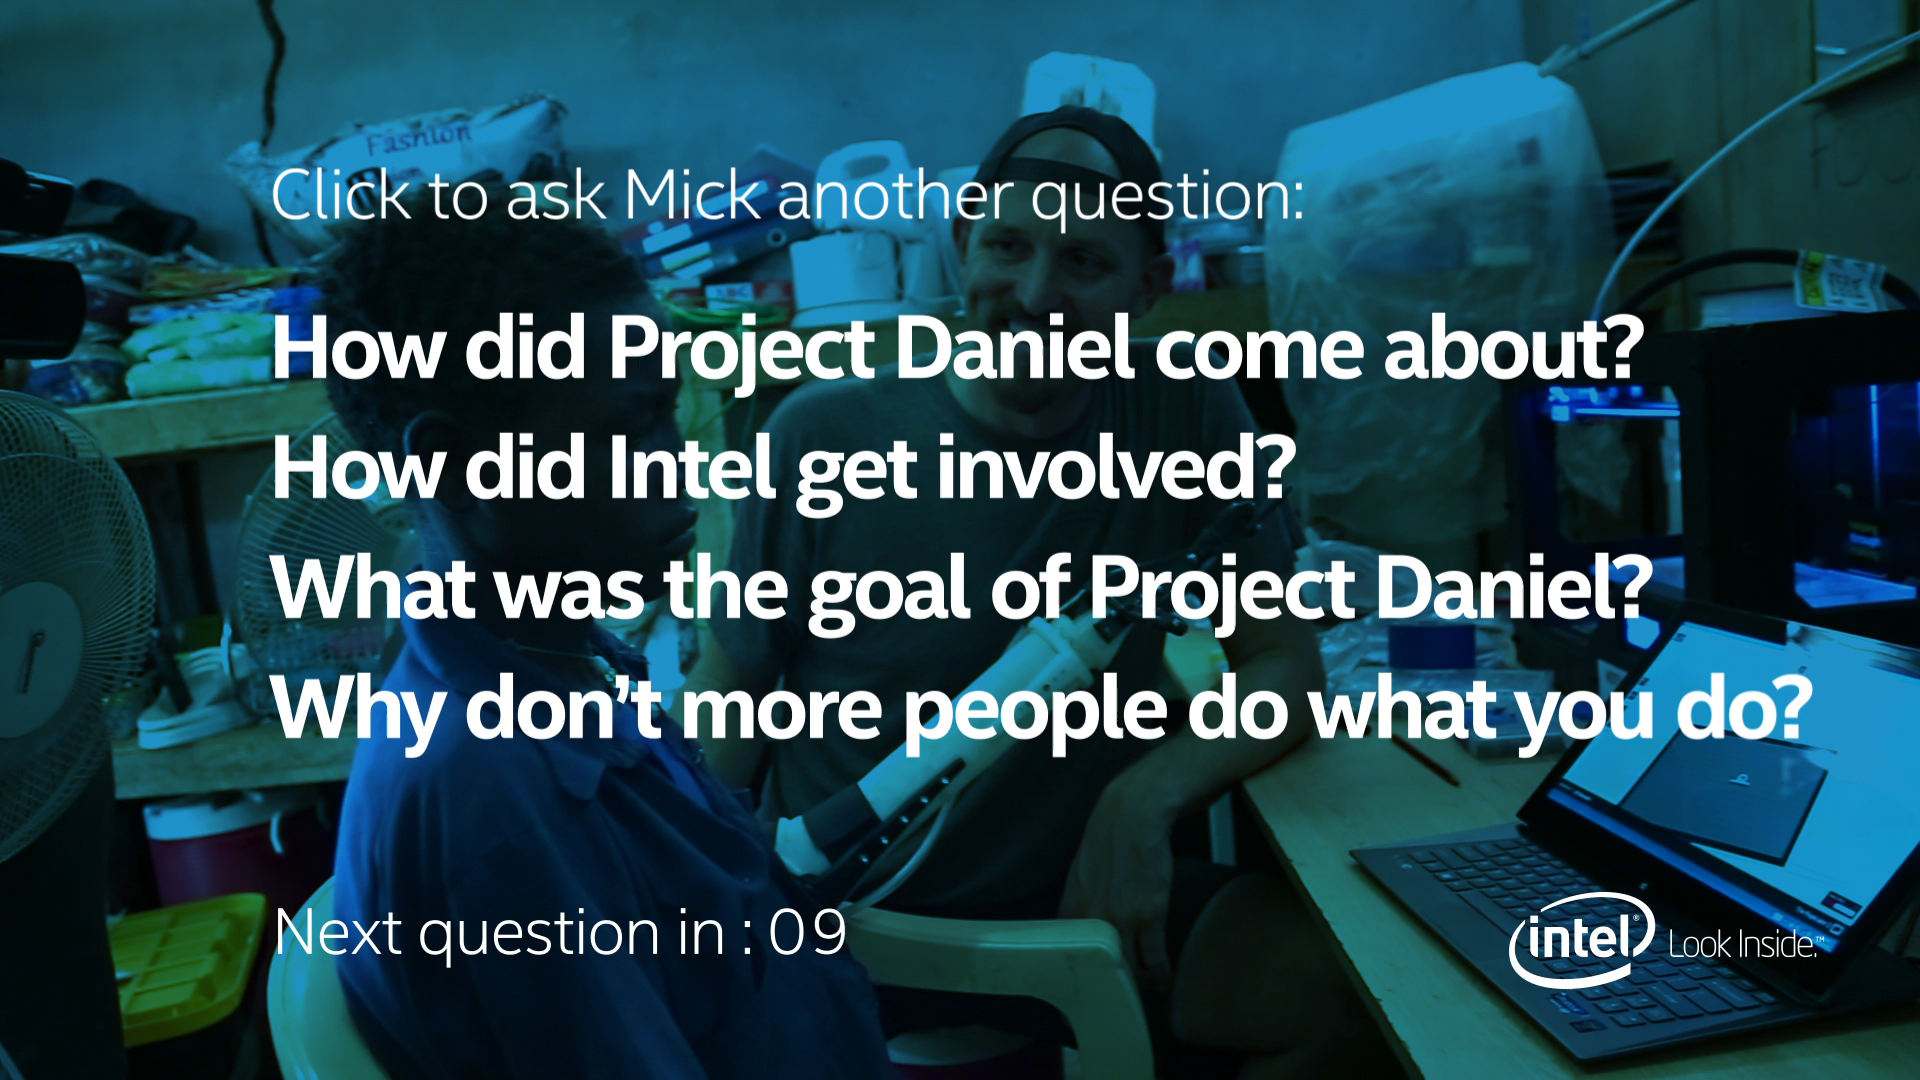 Fashion
Click to ask Mick another question:
How did Project Daniel come about?
How did Intel get involved?
What was the goal of Project Daniel?
Why don’t more people do what you do?
Next question in : 09
intel® Look Inside.™